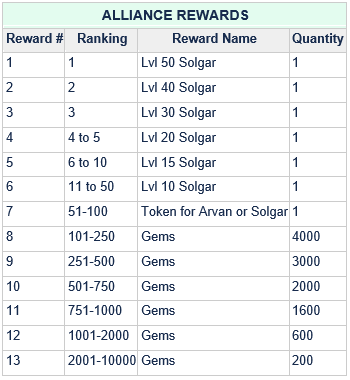 ALLIANCE REWARDS
Reward # Ranking Reward Name Quantity
1 1 Lvl 50 Solgar 1
2 2 Lvl 40 Solgar 1
3 3 Lvl 30 Solgar 1
4 4 to 5 Lvl 20 Solgar 1
5 6 to 10 Lvl 15 Solgar 1
6 11 to 50 Lvl 10 Solgar 1
7 51-100 Token for Arvan or Solgar 1
8 101-250 Gems 4000
9 251-500 Gems 3000
10 501-750 Gems 2000
11 751-1000 Gems 1600
12 1001-2000 Gems 600
13 2001-10000 Gems 200